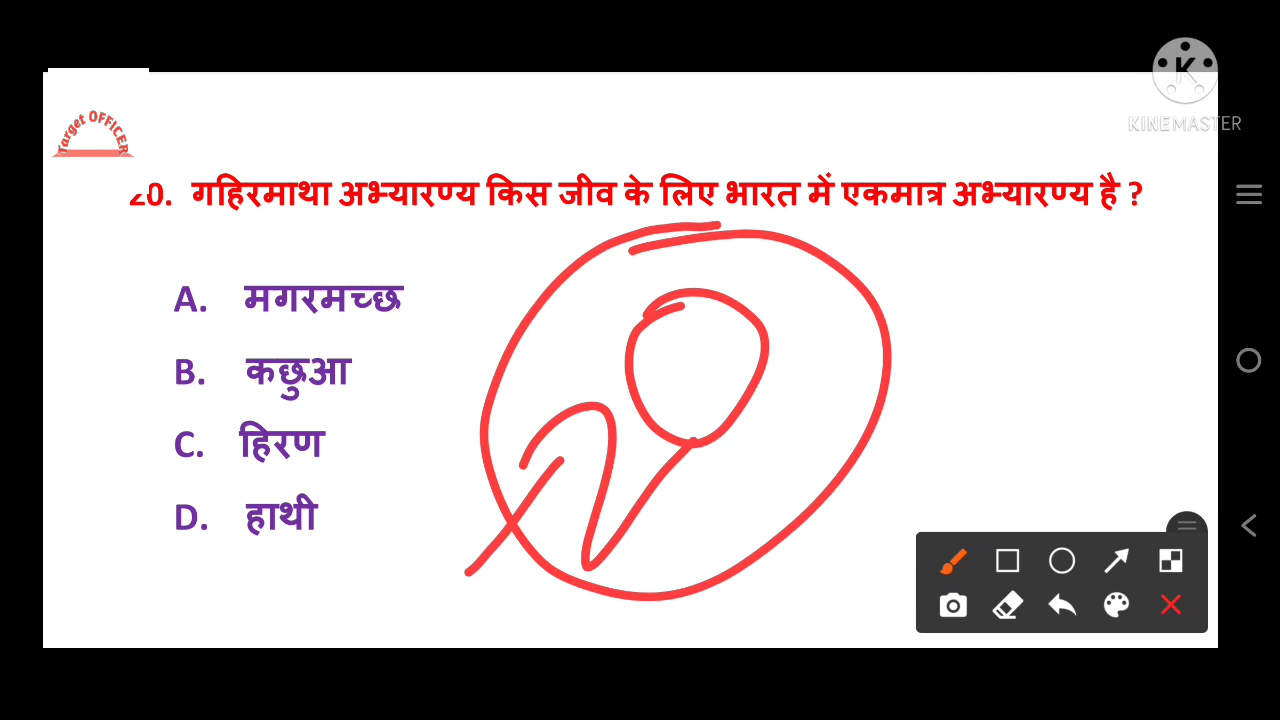 KINEMASTER
Target OFFICER
20. गहिरमाथा अभ्यारण्य किस जीव के लिए भारत में एकमात्र अभ्यारण्य है ?
A. मगरमच्छ
B. कछुआ
C. हिरण
D. हाथी